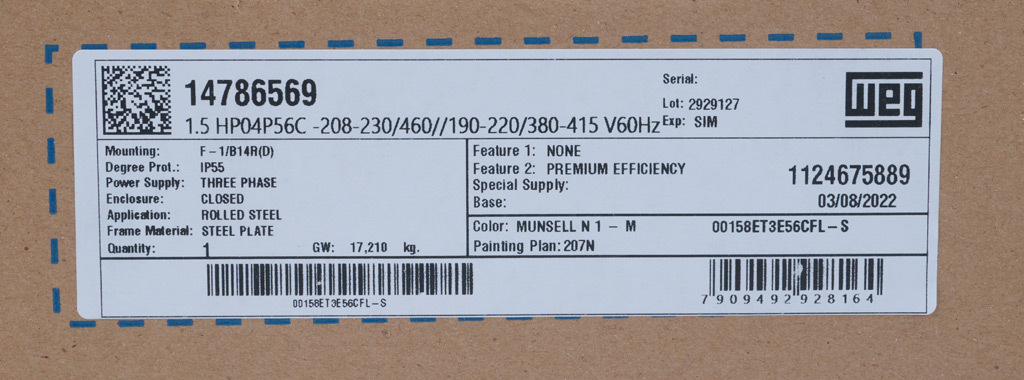 14786569
Serial:
Lot: 2929127
weg
1.5 HP04P56C -208-230/460//190-220/380-415 V60Hz Exp: SIM
Mounting: F-1/B14R(D)
Degree Prot.: IP55
Power Supply: THREE PHASE
Enclosure: CLOSED
Application: ROLLED STEEL
Frame Material: STEEL PLATE
Quantity: 1 GW: 17,210 kg.
Feature 1: NONE
Feature 2: PREMIUM EFFICIENCY
Special Supply:
Base:
1124675889
03/08/2022
Color: MUNSELL N 1 - M 00158ET3E56CFL-S
Painting Plan: 207N
00158ET3E56CFL-S
7 909492 928164